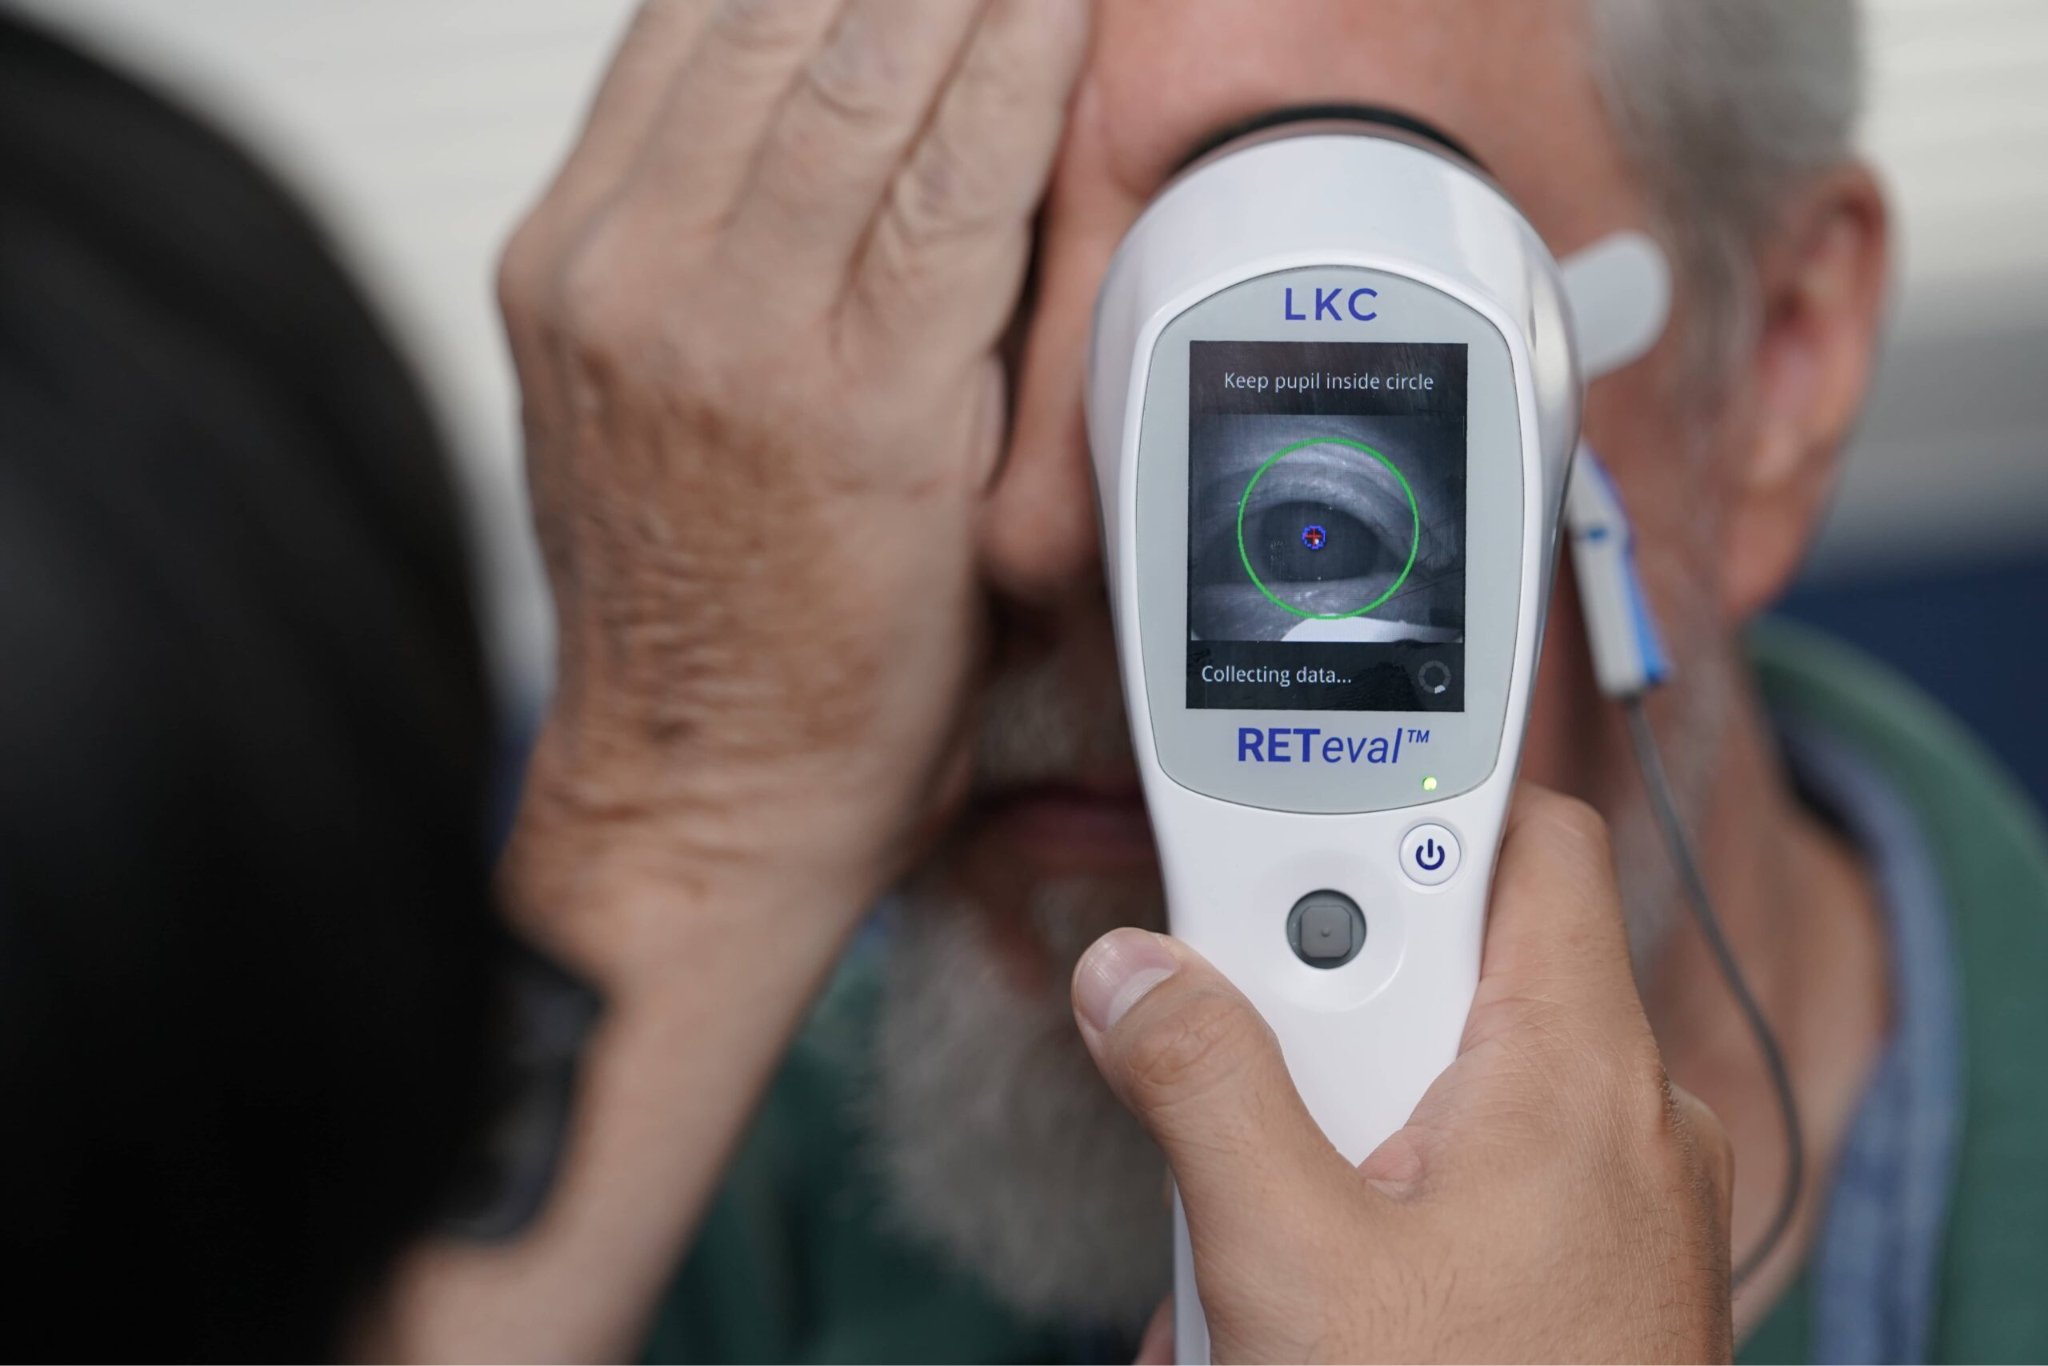 LKC
Keep pupil inside circle
Collecting data...
RETeval™